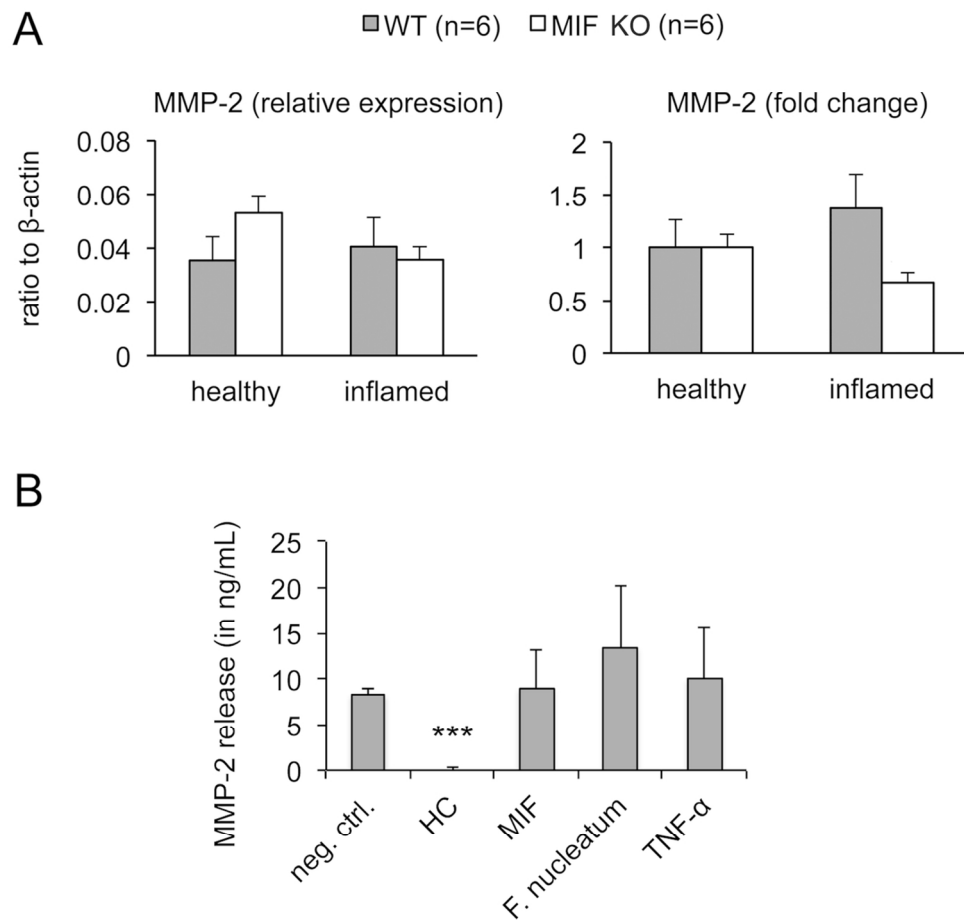 A
WT (n=6) MIF KO (n=6)
MMP-2 (relative expression)
MMP-2 (fold change)
ratio to β-actin
0.08
0.06
0.04
0.02
0
healthy inflamed
2
1.5
1
0.5
0
healthy inflamed
B
MMP-2 release (in ng/mL)
25
20
15
10
5
0
***
neg. ctrl.
HC
MIF
F. nucleatum
TNF-α